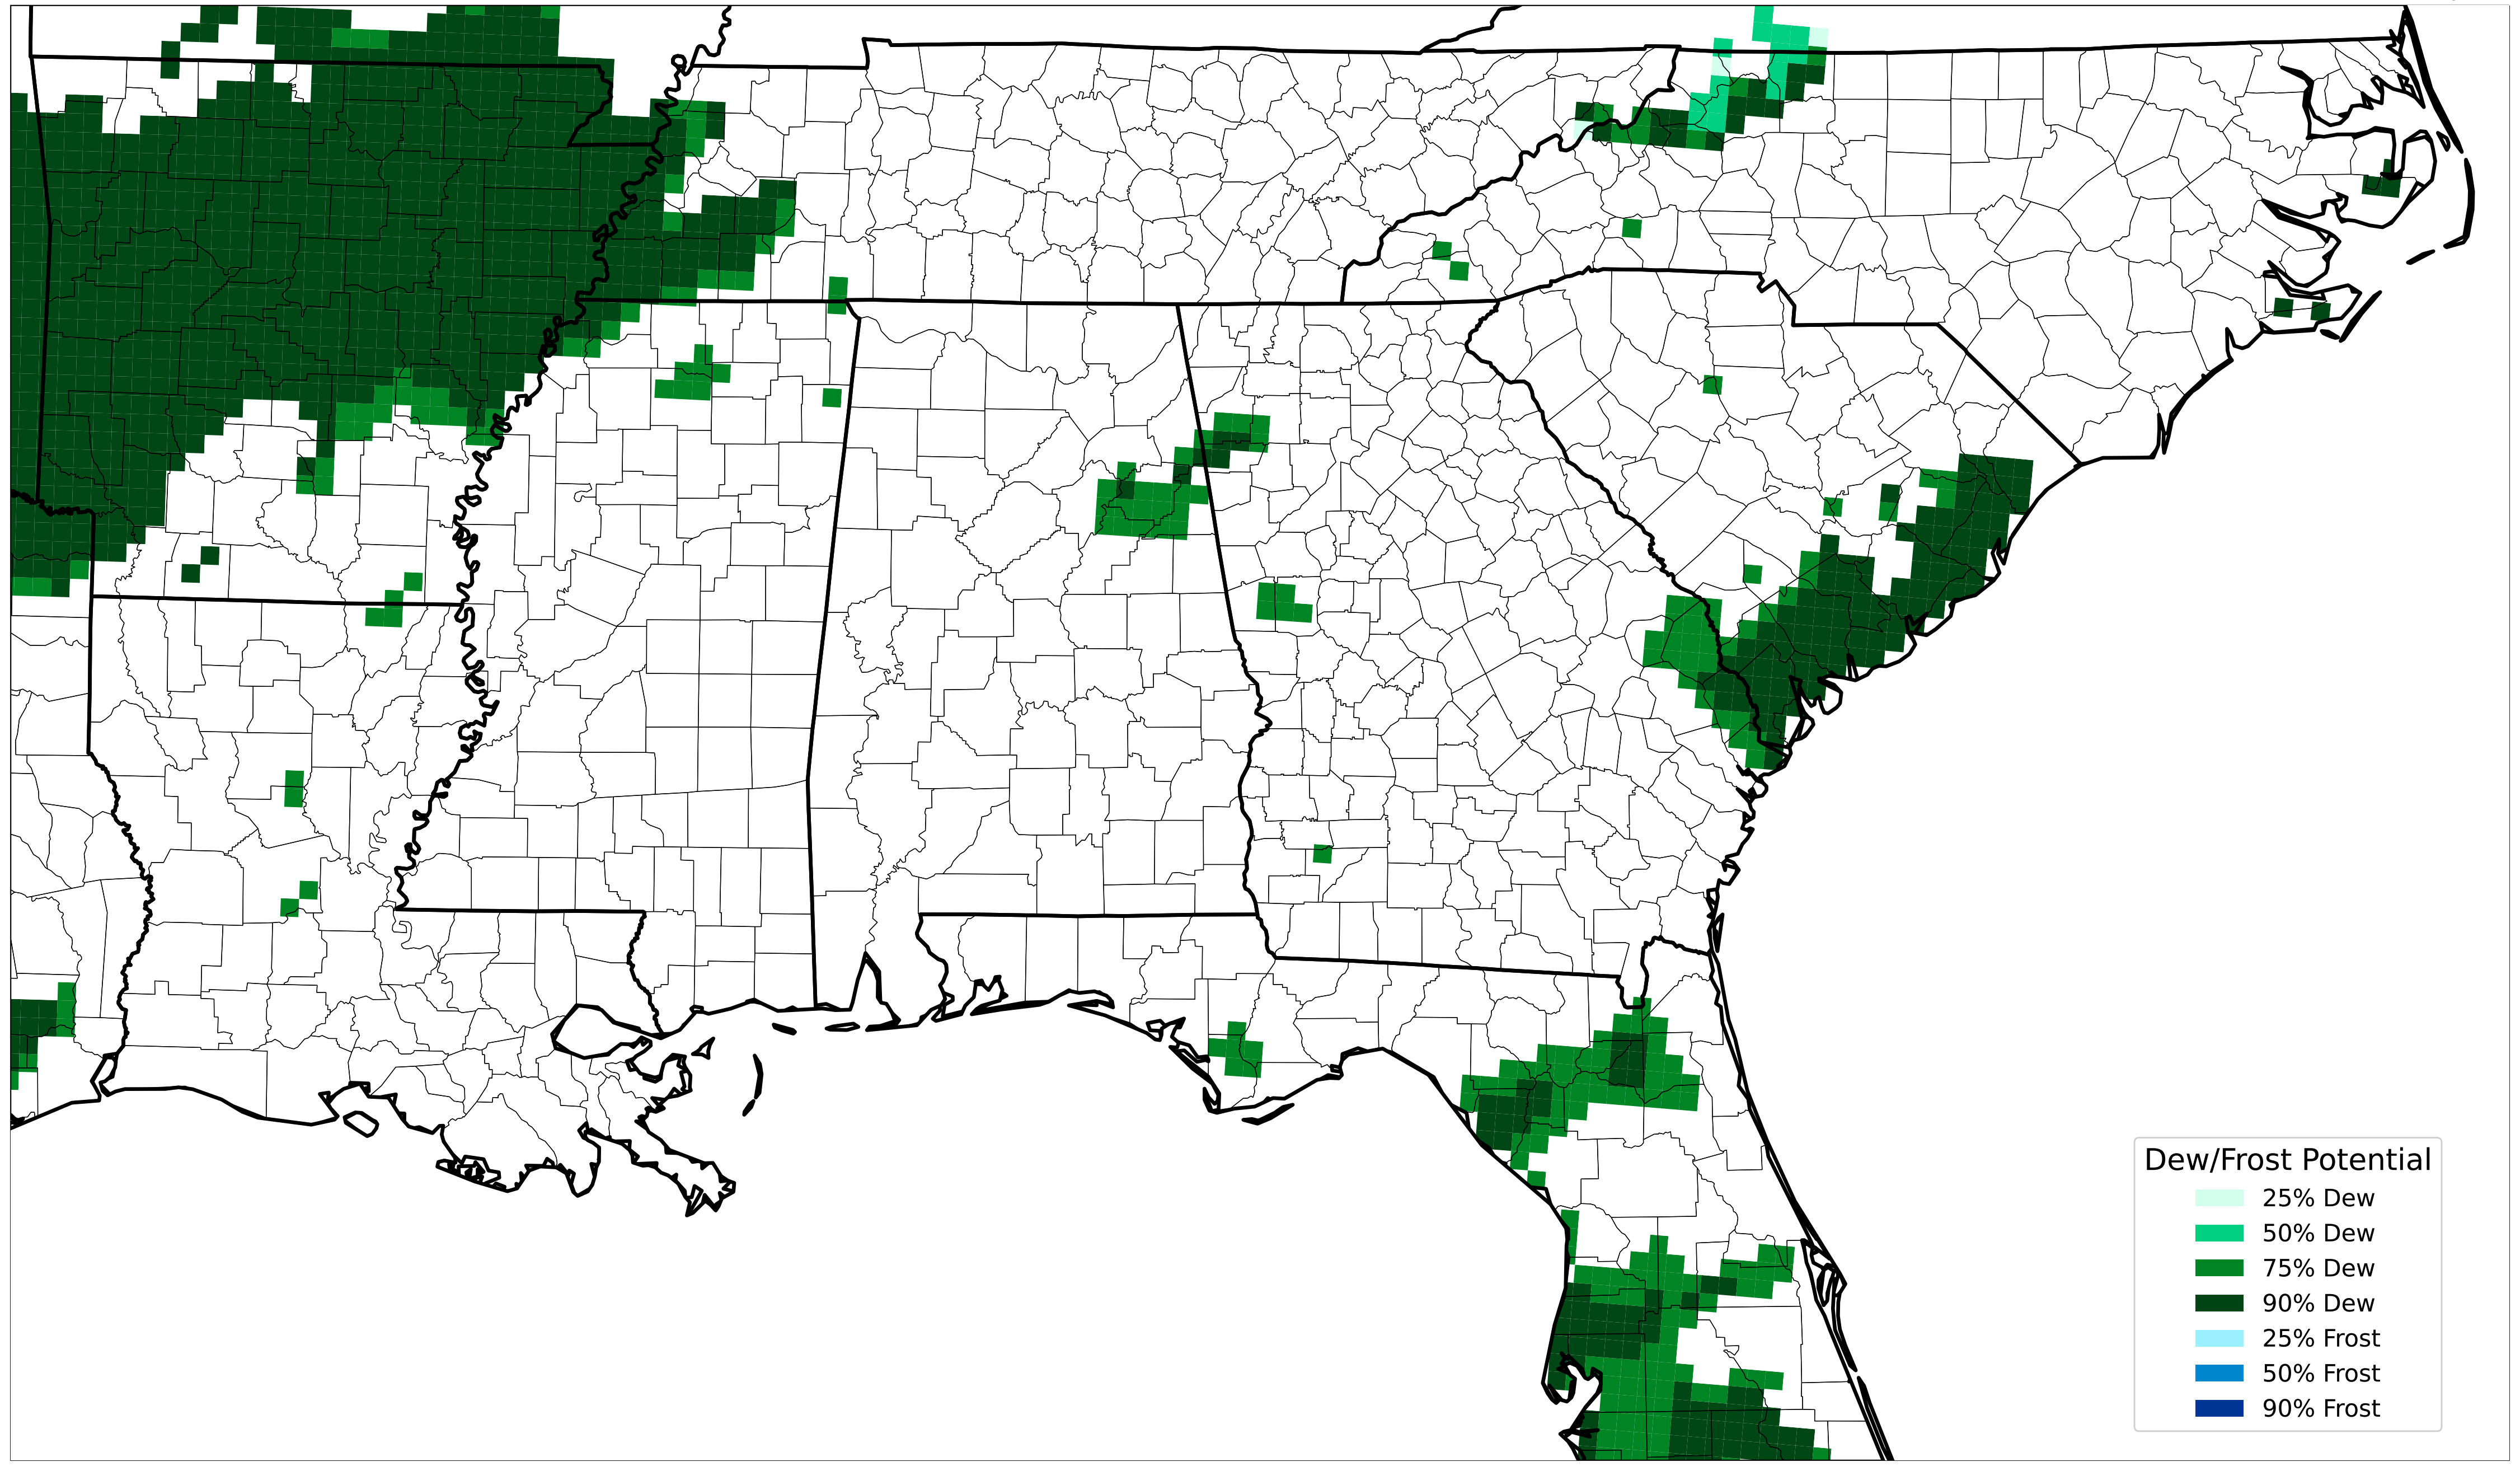 Dew/Frost Potential
25% Dew
50% Dew
75% Dew
90% Dew
25% Frost
50% Frost
90% Frost